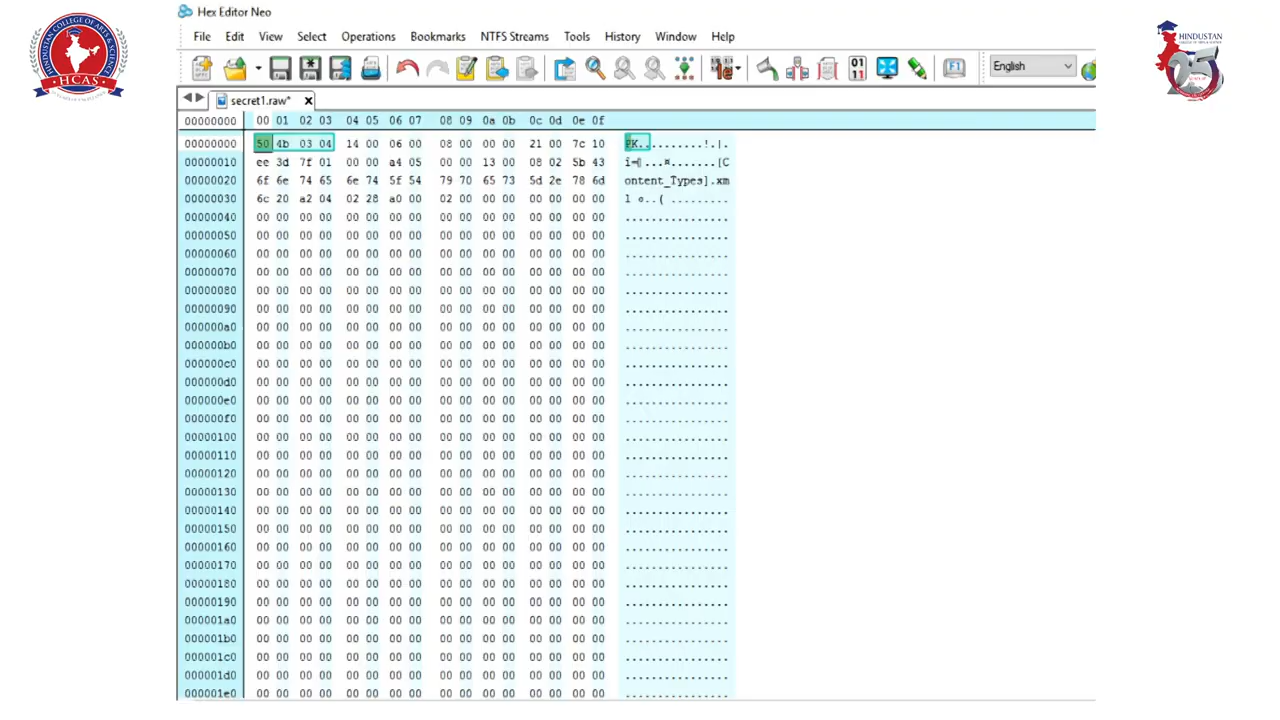 Hex Editor Neo
File Edit View Select Operations Bookmarks NTFS Streams Tools History Window Help
English
secret1.raw*
00000000 00 01 02 03 04 05 06 07 08 09 0a 0b 0c 0d 0e 0f
00000000 50 4b 03 04 14 00 06 00 08 00 00 00 21 00 7c 10 PK..........!.|.
00000010 ee 3d 7f 01 00 00 a4 05 00 00 13 00 08 02 5b 43
00000020 6f 6e 74 65 6e 74 5f 54 79 70 65 73 5d 2e 78 6d ontent_Types].xm
00000030 6c 20 a2 04 02 28 a0 00 02 00 00 00 00 00 00 00
00000040 00 00 00 00 00 00 00 00 00 00 00 00 00 00 00 00 ................
00000050 00 00 00 00 00 00 00 00 00 00 00 00 00 00 00 00 ................
00000060 00 00 00 00 00 00 00 00 00 00 00 00 00 00 00 00 ................
00000070 00 00 00 00 00 00 00 00 00 00 00 00 00 00 00 00 ................
00000080 00 00 00 00 00 00 00 00 00 00 00 00 00 00 00 00 ................
00000090 00 00 00 00 00 00 00 00 00 00 00 00 00 00 00 00 ................
000000a0 00 00 00 00 00 00 00 00 00 00 00 00 00 00 00 00 ................
000000b0 00 00 00 00 00 00 00 00 00 00 00 00 00 00 00 00 ................
000000c0 00 00 00 00 00 00 00 00 00 00 00 00 00 00 00 00 ................
000000d0 00 00 00 00 00 00 00 00 00 00 00 00 00 00 00 00 ................
000000e0 00 00 00 00 00 00 00 00 00 00 00 00 00 00 00 00 ................
000000f0 00 00 00 00 00 00 00 00 00 00 00 00 00 00 00 00 ................
00000100 00 00 00 00 00 00 00 00 00 00 00 00 00 00 00 00 ................
00000110 00 00 00 00 00 00 00 00 00 00 00 00 00 00 00 00 ................
00000120 00 00 00 00 00 00 00 00 00 00 00 00 00 00 00 00 ................
00000130 00 00 00 00 00 00 00 00 00 00 00 00 00 00 00 00 ................
00000140 00 00 00 00 00 00 00 00 00 00 00 00 00 00 00 00 ................
00000150 00 00 00 00 00 00 00 00 00 00 00 00 00 00 00 00 ................
00000160 00 00 00 00 00 00 00 00 00 00 00 00 00 00 00 00 ................
00000170 00 00 00 00 00 00 00 00 00 00 00 00 00 00 00 00 ................
00000180 00 00 00 00 00 00 00 00 00 00 00 00 00 00 00 00 ................
00000190 00 00 00 00 00 00 00 00 00 00 00 00 00 00 00 00 ................
000001a0 00 00 00 00 00 00 00 00 00 00 00 00 00 00 00 00 ................
000001b0 00 00 00 00 00 00 00 00 00 00 00 00 00 00 00 00 ................
000001c0 00 00 00 00 00 00 00 00 00 00 00 00 00 00 00 00 ................
000001d0 00 00 00 00 00 00 00 00 00 00 00 00 00 00 00 00 ................
000001e0 00 00 00 00 00 00 00 00 00 00 00 00 00 00 00 00 ................
HINDUSTAN COLLEGE OF ARTS & SCIENCE
HCAS
HINDUSTAN
25